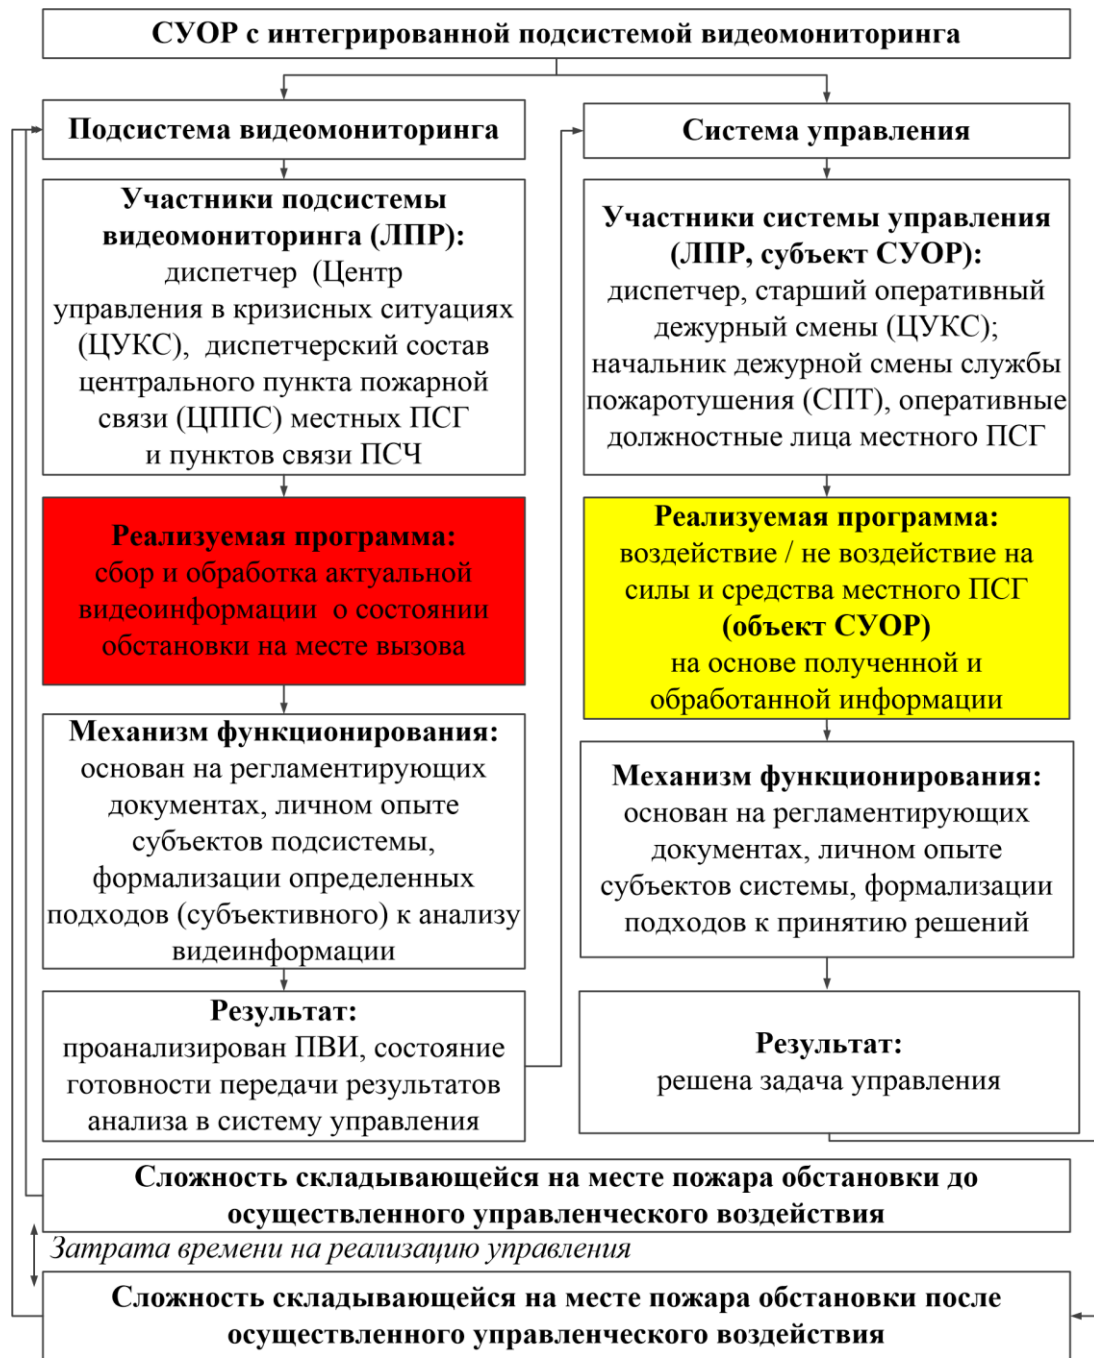 СУОР с интегрированной подсистемой видеомониторинга
Подсистема видеомониторинга
Участники подсистемы
видеомониторинга (ЛПР):
диспетчер (Центр
управления в кризисных ситуациях
(ЦУКС), диспетчерский состав
центрального пункта пожарной
связи (ЦППС) местных ПСГ
и пунктов связи ПСЧ
Реализуемая программа:
сбор и обработка актуальной
видеоинформации о состоянии
обстановки на месте вызова
Механизм функционирования:
основан на регламентирующих
документах, личном опыте
субъектов подсистемы,
формализации определенных
подходов (субъективного) к анализу
видеинформации
Результат:
проанализирован ПВИ, состояние
готовности передачи результатов
анализа в систему управления
Система управления
Участники системы управления
(ЛПР, субъект СУОР):
диспетчер, старший оперативный
дежурный смены (ЦУКС);
начальник дежурной смены службы
пожаротушения (СПТ), оперативные
должностные лица местного ПСГ
Реализуемая программа:
воздействие / не воздействие на
силы и средства местного ПСГ
(объект СУОР)
на основе полученной и
обработанной информации
Механизм функционирования:
основан на регламентирующих
документах, личном опыте
субъектов системы, формализации
подходов к принятию решений
Результат:
решена задача управления
Сложность складывающейся на месте пожара обстановки до
осуществленного управленческого воздействия
Затрата времени на реализацию управления
Сложность складывающейся на месте пожара обстановки после
осуществленного управленческого воздействия